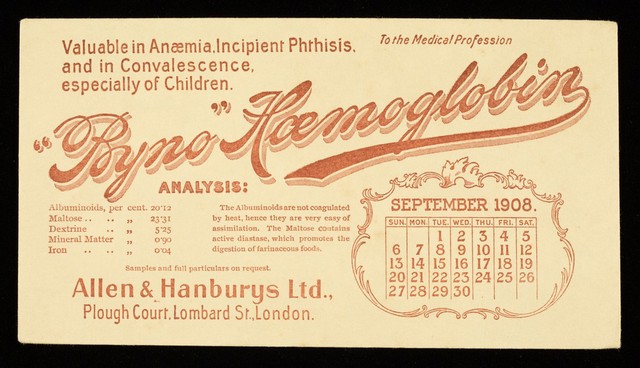 Valuable in Anæmia, Incipient Phthisis,
and in Convalescence,
especially of Children.
To the Medical Profession
"Byno" Hæmoglobin
ANALYSIS:
Albuminoids, per cent. 20·12
Maltose .. .. „ 23·31
Dextrine .. „ 5·25
Mineral Matter „ 0·90
Iron .. .. „ 0·04
The Albuminoids are not coagulated
by heat, hence they are very easy of
assimilation. The Maltose contains
active diastase, which promotes the
digestion of farinaceous foods.
Samples and full particulars on request.
Allen & Hanburys Ltd.,
Plough Court, Lombard St., London.
SEPTEMBER 1908.
SUN. MON. TUE. WED. THU. FRI. SAT.
1 2 3 4 5
6 7 8 9 10 11 12
13 14 15 16 17 18 19
20 21 22 23 24 25 26
27 28 29 30